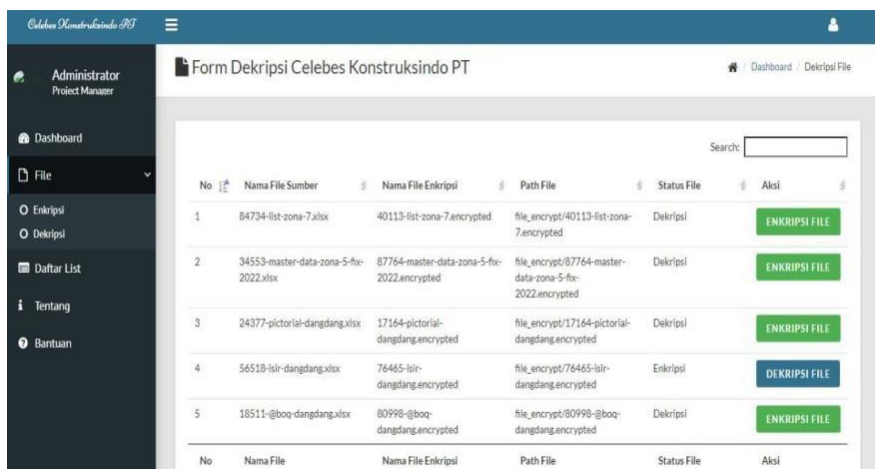 Celebes Konstruksindo PT
Administrator
Project Manager
Dashboard
File
Enkripsi
Dekripsi
Daftar List
Tentang
Bantuan
Form Dekripsi Celebes Konstruksindo PT
/ Dashboard / Dekripsi File
Search:
No Nama File Sumber Nama File Enkripsi Path File Status File Aksi
1 84734-list-zona-7.xlsx 40113-list-zona-7.encrypted file_encrypt/40113-list-zona- Dekripsi ENKRIPSI FILE
7.encrypted
2 34553-master-data-zona-5-fix- 87764-master-data-zona-5-fix- file_encrypt/87764-master- Dekripsi ENKRIPSI FILE
2022.xlsx 2022.encrypted data-zona-5-fix-
2022.encrypted
3 24377-pictorial-dangdang.xlsx 17164-pictorial- file_encrypt/17164-pictorial- Dekripsi ENKRIPSI FILE
dangdang.encrypted dangdang.encrypted
4 56518-isir-dangdang.xlsx 76465-isir- file_encrypt/76465-isir- Enkripsi DEKRIPSI FILE
dangdang.encrypted dangdang.encrypted
5 18511-@boq-dangdang.xlsx 80998-@boq- file_encrypt/80998-@boq- Dekripsi ENKRIPSI FILE
dangdang.encrypted dangdang.encrypted
No Nama File Nama File Enkripsi Path File Status File Aksi